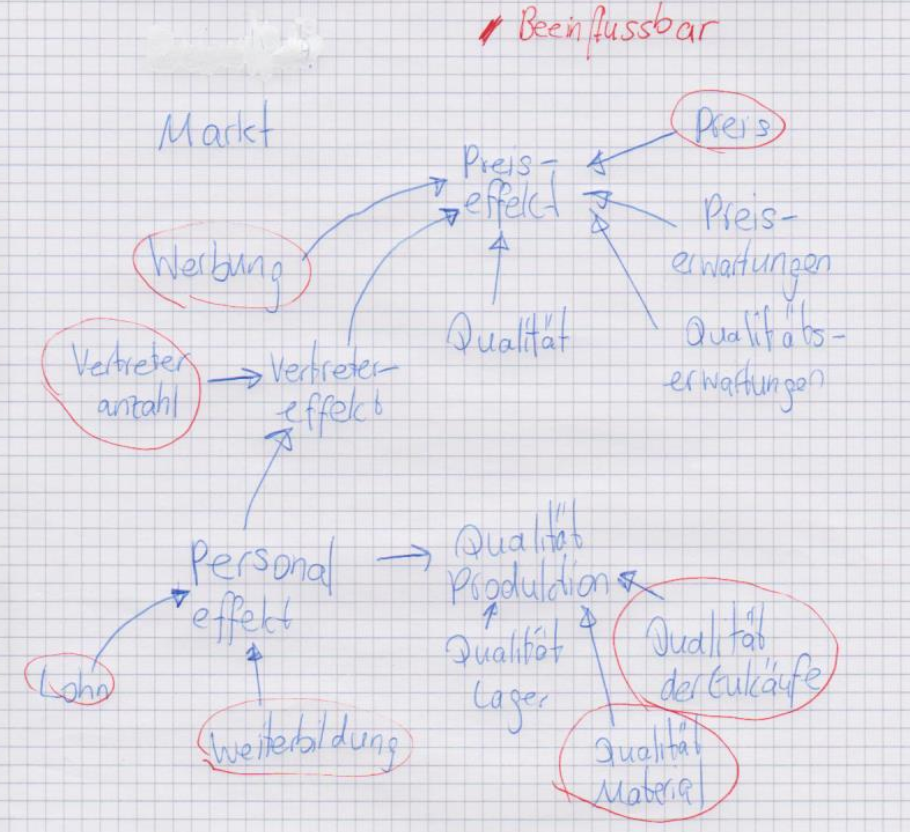 Beeinflussbar
Markt
Preis
Preis-
effekt
Preis-
erwartungen
Werbung
Qualität
Qualitäts-
erwartungen
Vertreter
anzahl
Vertreter-
effekt
Personal
effekt
Qualität
Produktion
Lohn
Weiterbildung
Qualität
Lager
Qualität
der Eukäufe
Qualität
Material